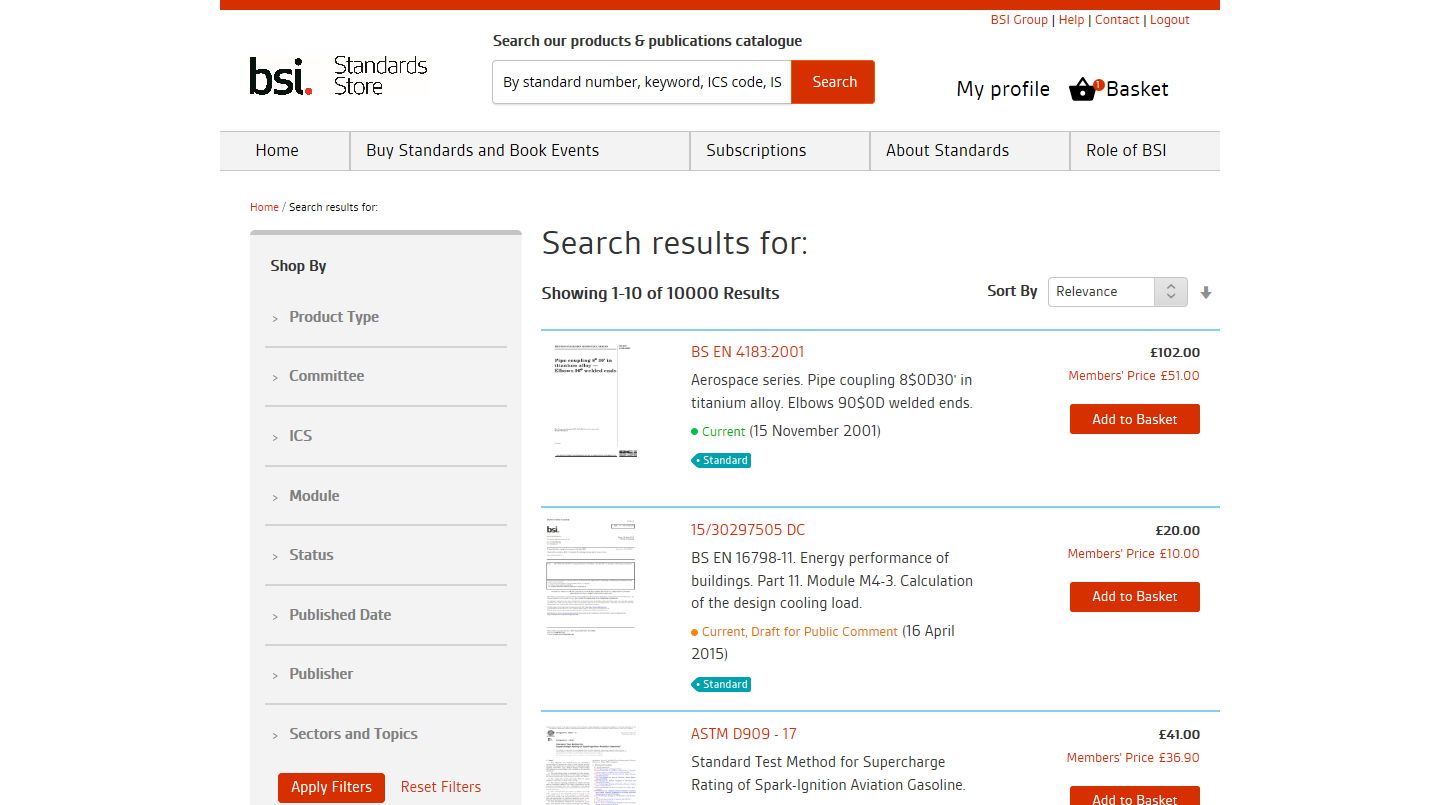 BSI Group | Help | Contact | Logout
Search our products & publications catalogue
bsi. Standards Store
By standard number, keyword, ICS code, IS
Search
My profile
1
Basket
Home
Buy Standards and Book Events
Subscriptions
About Standards
Role of BSI
Home / Search results for:
Shop By
> Product Type
> Committee
> ICS
> Module
> Status
> Published Date
> Publisher
> Sectors and Topics
Apply Filters
Reset Filters
Search results for:
Showing 1-10 of 10000 Results
Sort By
Relevance
Pipe coupling 8° 30' in
titanium alloy —
Elbows 90° welded ends
BS EN 4183:2001
Aerospace series. Pipe coupling 8$0D30' in
titanium alloy. Elbows 90$0D welded ends.
Current (15 November 2001)
Standard
£102.00
Members' Price £51.00
Add to Basket
bsi.
15/30297505 DC
BS EN 16798-11. Energy performance of
buildings. Part 11. Module M4-3. Calculation
of the design cooling load.
Current, Draft for Public Comment (16 April
2015)
Standard
£20.00
Members' Price £10.00
Add to Basket
ASTM D909 - 17
Standard Test Method for Supercharge
Rating of Spark-Ignition Aviation Gasoline.
£41.00
Members' Price £36.90
Add to Basket